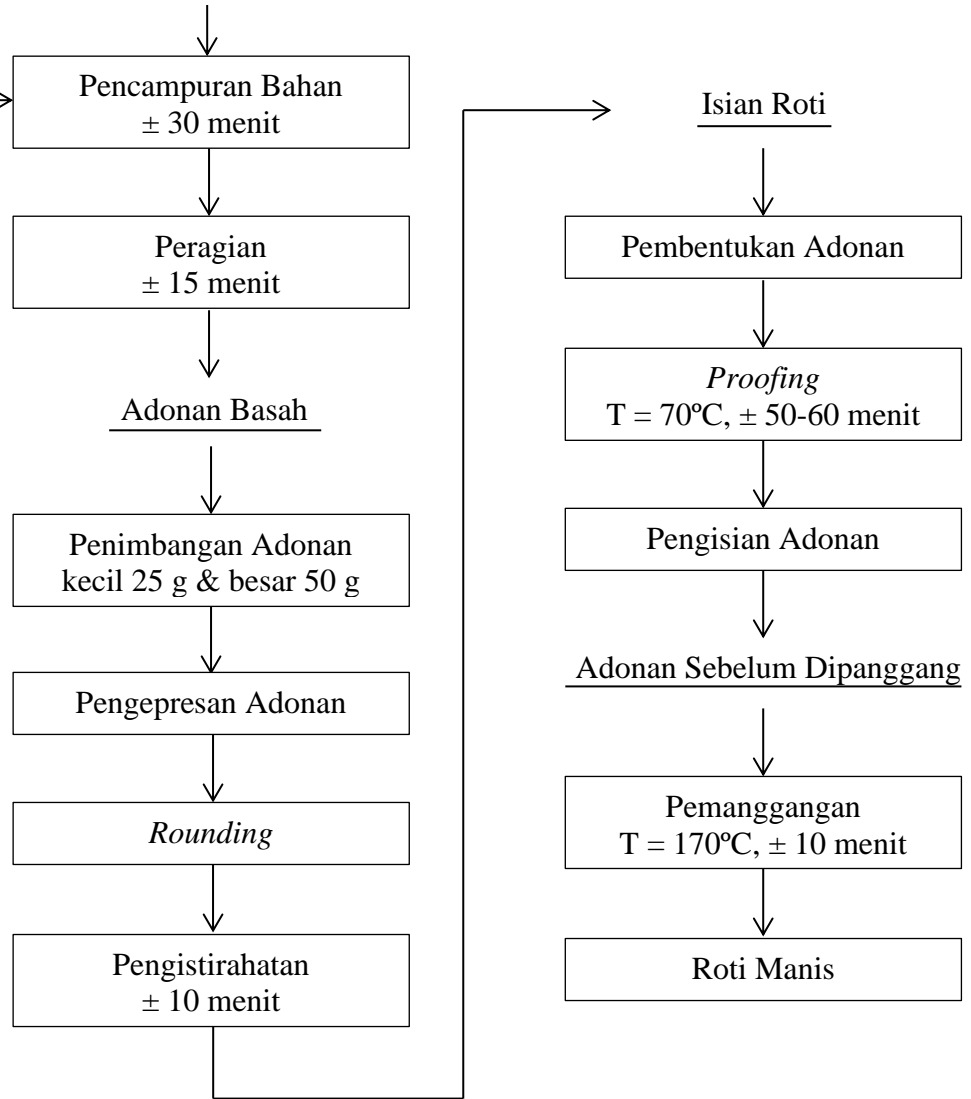 Pencampuran Bahan
± 30 menit
Peragian
± 15 menit
Adonan Basah
Penimbangan Adonan
kecil 25 g & besar 50 g
Pengepresan Adonan
Rounding
Pengistirahatan
± 10 menit
Isian Roti
Pembentukan Adonan
Proofing
T = 70ºC, ± 50-60 menit
Pengisian Adonan
Adonan Sebelum Dipanggang
Pemanggangan
T = 170ºC, ± 10 menit
Roti Manis